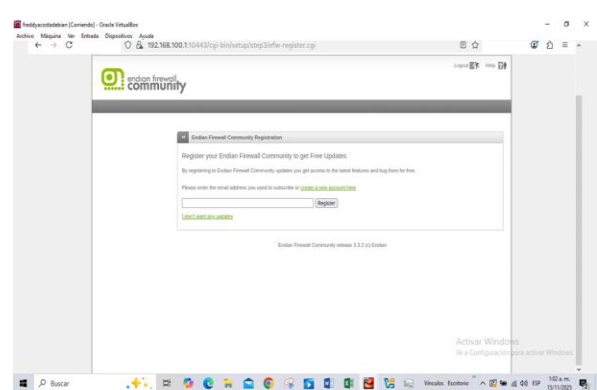 freddyacostadebian [Corriendo] - Oracle VirtualBox
Archivo Máquina Ver Entrada Dispositivos Ayuda
192.168.100.1:10443/cgi-bin/setup/step3/efw-register.cgi
endian firewall
community
Logout Help
Endian Firewall Community Registration
Register your Endian Firewall Community to get Free Updates
By registering to Endian Firewall Community updates you get access to the latest features and bug fixes for free.
Please enter the email address you used to subscribe or create a new account here
Register
I don't want any updates
Endian Firewall Community release 3.3.2 (c) Endian
Activar Windows
Ve a Configuración para activar Windows.
Buscar
Vínculos Escritorio
ESP
1:02 a. m.
15/11/2025